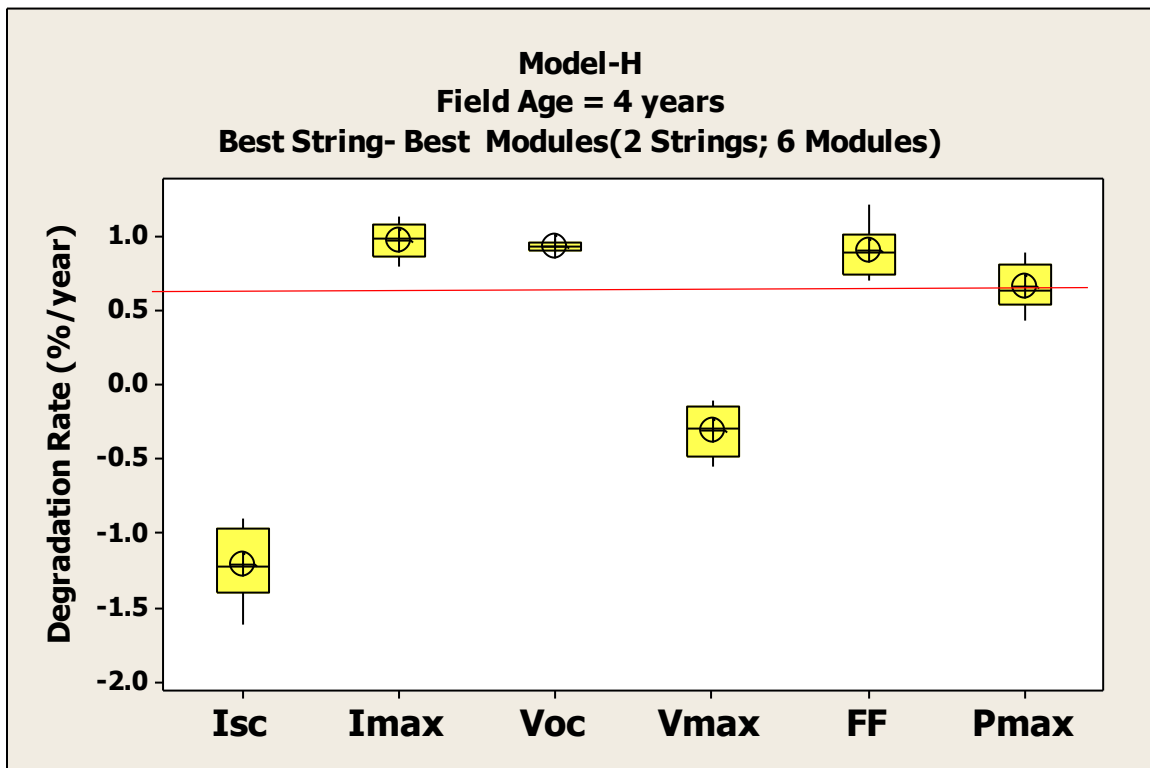 Model-H
Field Age = 4 years
Best String- Best  Modules(2 Strings; 6 Modules)
Degradation Rate (%/year)
1.0
0.5
0.0
-0.5
-1.0
-1.5
-2.0
Isc Imax Voc Vmax FF Pmax